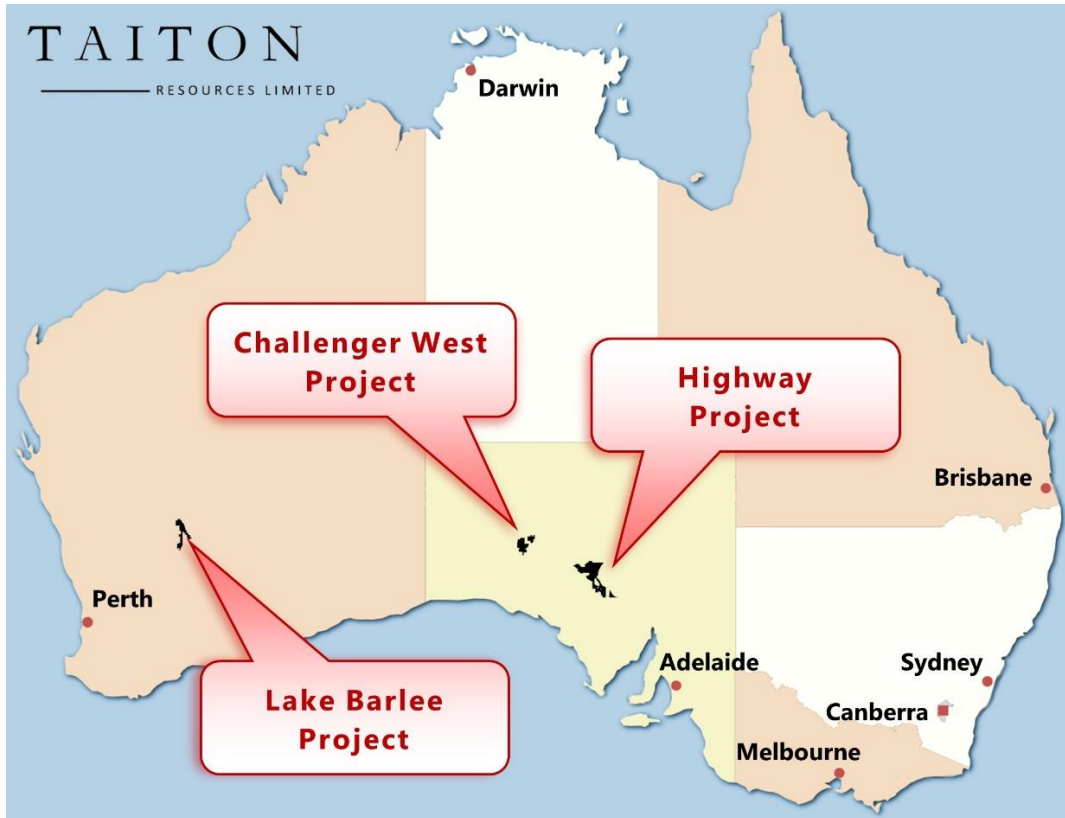 TAITON
RESOURCES LIMITED
Darwin
Challenger West
Project
Highway
Project
Brisbane
Perth
Lake Barlee
Project
Adelaide
Sydney
Canberra
Melbourne